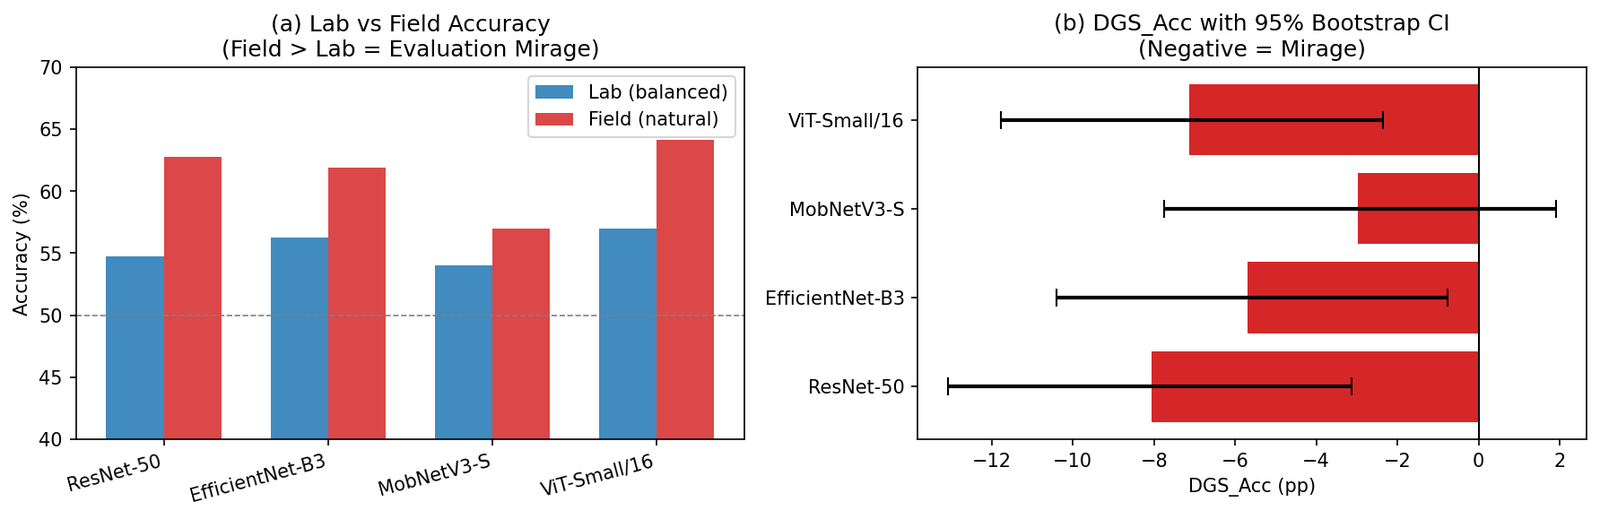 (a) Lab vs Field Accuracy
(Field > Lab = Evaluation Mirage)
Accuracy (%)
70
65
60
55
50
45
40
Lab (balanced)
Field (natural)
ResNet-50
EfficientNet-B3
MobNetV3-S
ViT-Small/16
(b) DGS_Acc with 95% Bootstrap CI
(Negative = Mirage)
ViT-Small/16
MobNetV3-S
EfficientNet-B3
ResNet-50
−12
−10
−8
−6
−4
−2
0
2
DGS_Acc (pp)